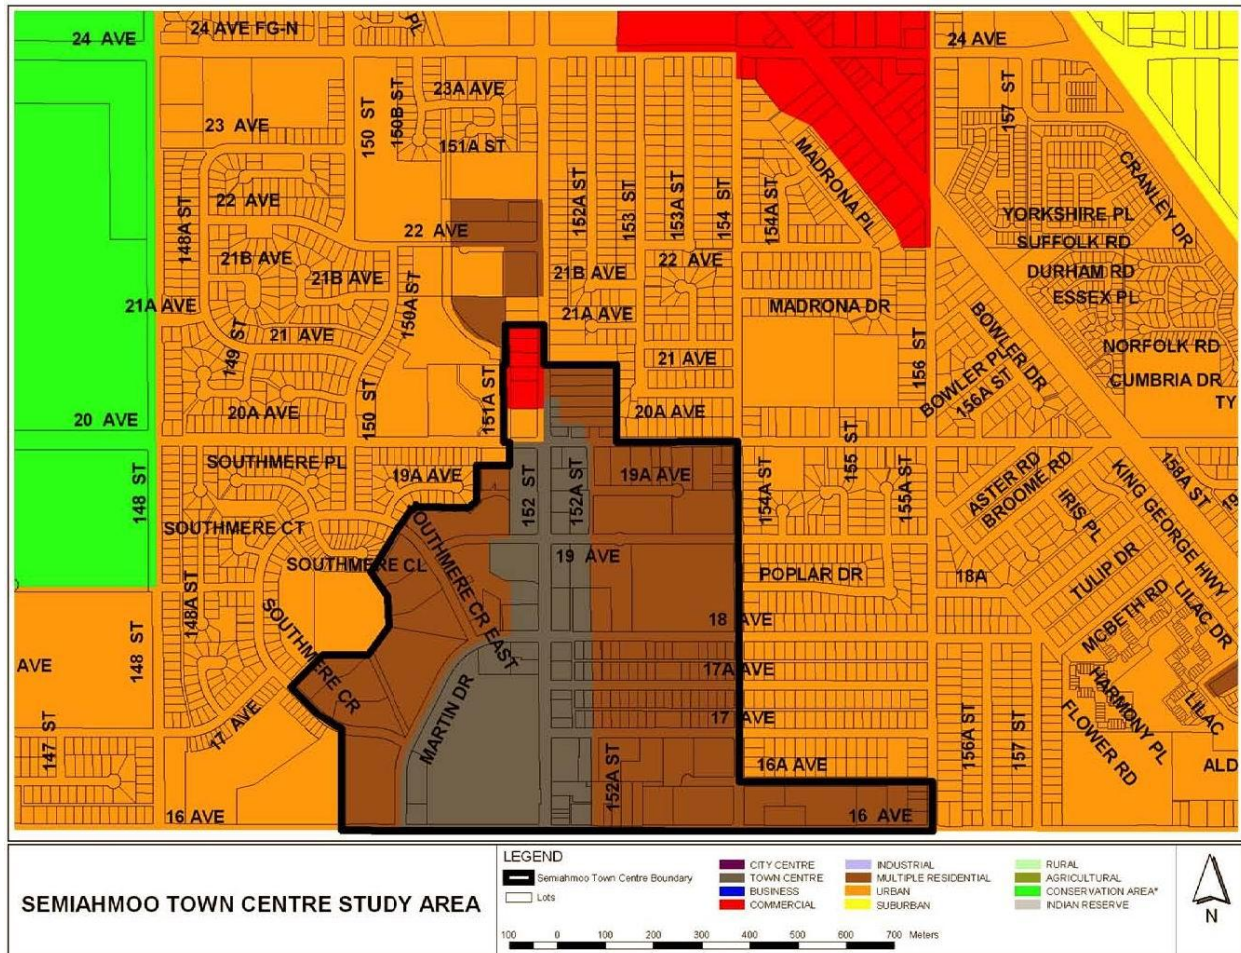 24 AVE
24 AVE FG-N
PL
24 AVE
23A AVE
150 ST
150B ST
157 ST
23 AVE
151A ST
MADRONA PL
CRANLEY DR
148A ST
22 AVE
152A ST
153 ST
153A ST
154 ST
154A ST
YORKSHIRE PL
22 AVE
SUFFOLK RD
21B AVE
21B AVE
21B AVE
22 AVE
DURHAM RD
150A ST
ESSEX PL
21A AVE
21A AVE
MADRONA DR
BOWLER DR
149 ST
21 AVE
156 ST
NORFOLK RD
21 AVE
BOWLER PL
156A ST
CUMBRIA DR
151A ST
TY
20 AVE
20A AVE
150 ST
20A AVE
SOUTHMERE PL
155 ST
158A ST
19A AVE
19A AVE
148 ST
152 ST
152A ST
154A ST
155A ST
ASTER RD
BROOME RD
KING GEORGE HWY
19
IRIS PL
SOUTHMERE CT
OUTHMERE CR EAST
SOUTHMERE CL
19 AVE
POPLAR DR
18A
TULIP DR
148A ST
MCBETH RD
LILAC DR
18 AVE
SOUTHMERE CR
AVE
148 ST
17A AVE
HARMONY PL
LILAC
MARTIN DR
17 AVE
17 AVE
FLOWER RD
147 ST
152A ST
16A AVE
156A ST
157 ST
ALD
16 AVE
16 AVE
SEMIAHMOO TOWN CENTRE STUDY AREA
LEGEND
Semiahmoo Town Centre Boundary
Lots
CITY CENTRE
TOWN CENTRE
BUSINESS
COMMERCIAL
INDUSTRIAL
MULTIPLE RESIDENTIAL
URBAN
SUBURBAN
RURAL
AGRICULTURAL
CONSERVATION AREA*
INDIAN RESERVE
100 0 100 200 300 400 500 600 700 Meters
N